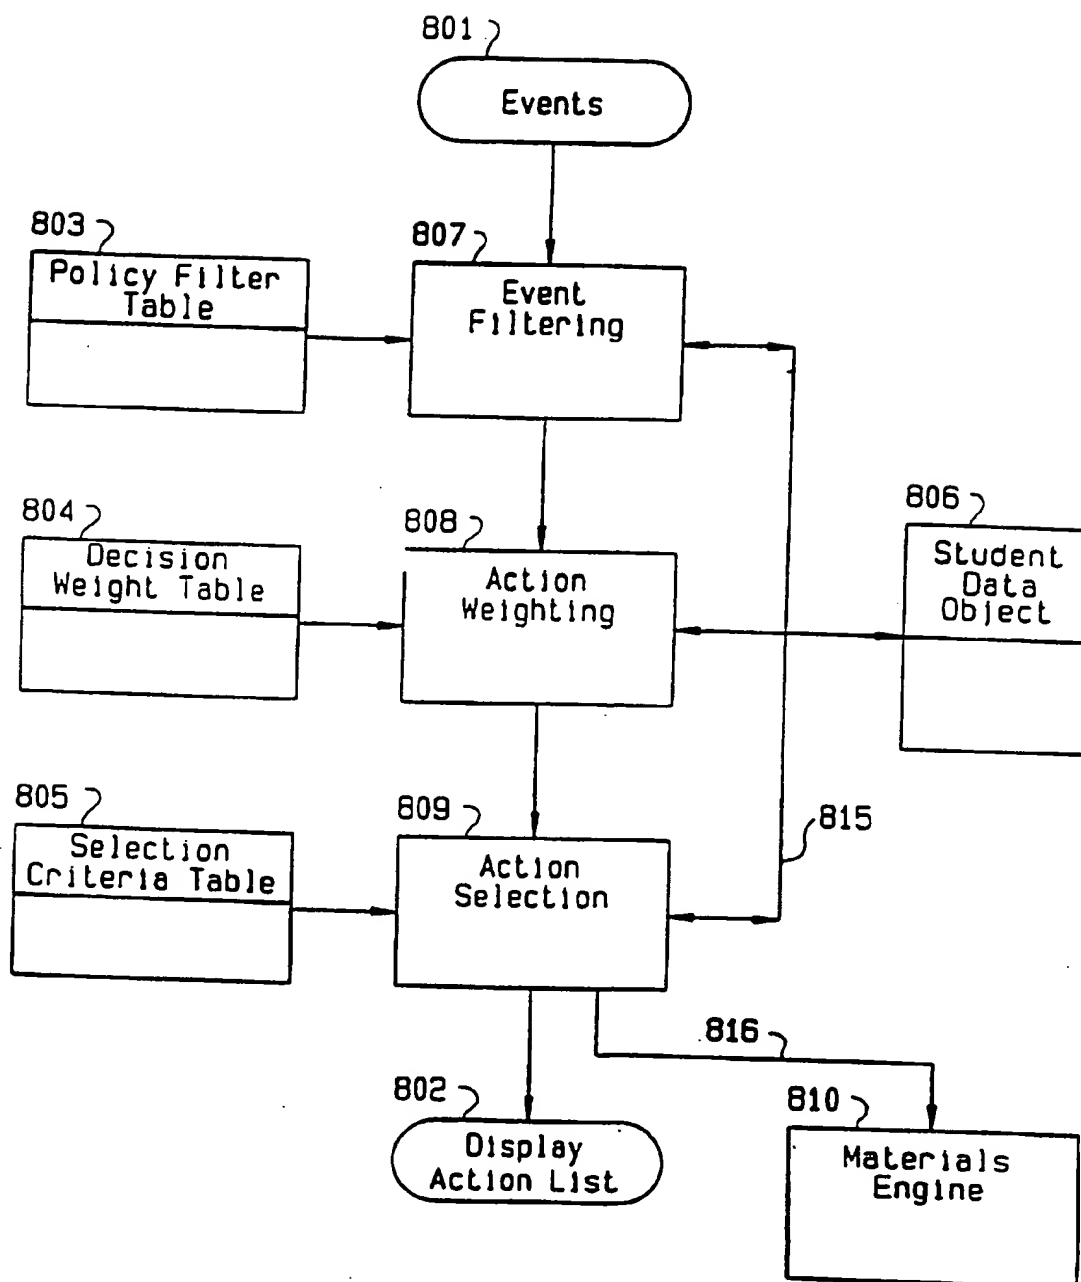 801
Events
803
Policy Filter
Table
807
Event
Filtering
804
Decision
Weight Table
808
Action
Weighting
806
Student
Data
Object
805
Selection
Criteria Table
809
Action
Selection
815
816
802
Display
Action List
810
Materials
Engine